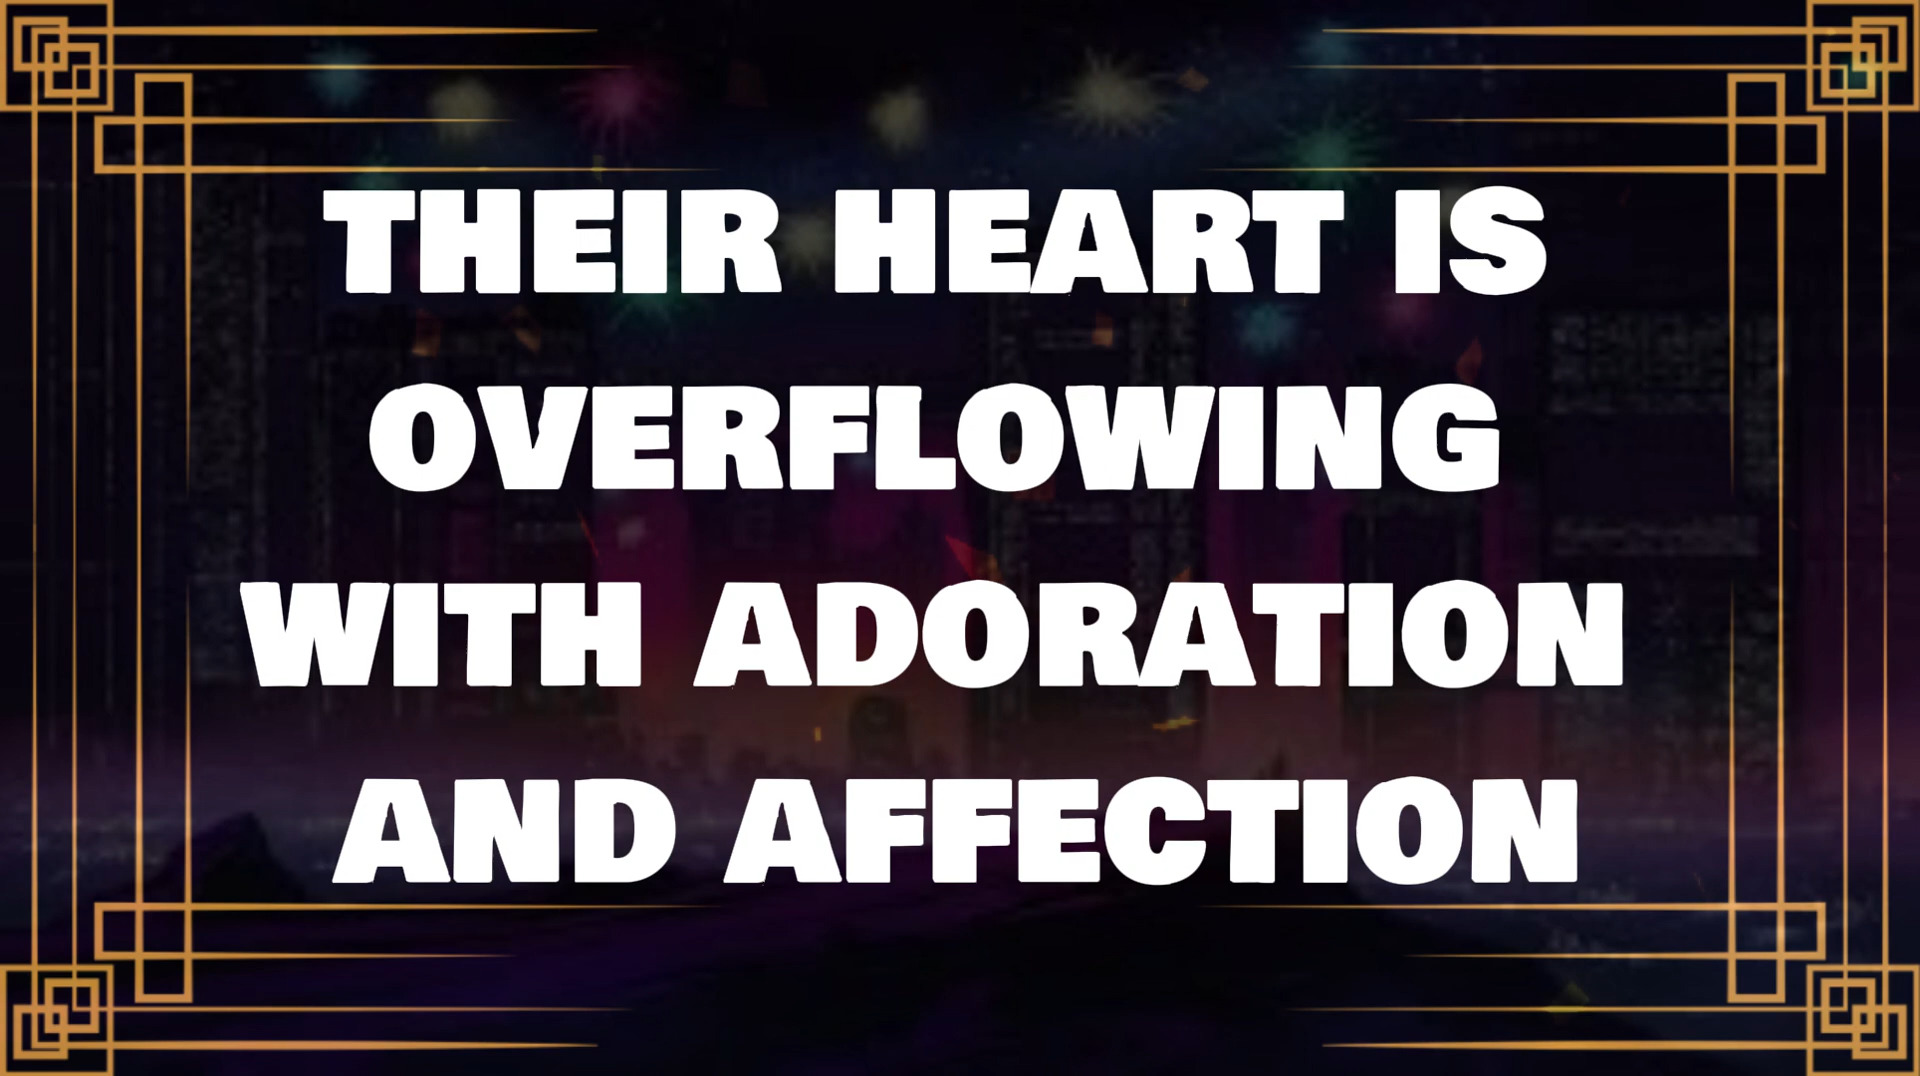 THEIR HEART IS
OVERFLOWING
WITH ADORATION
AND AFFECTION